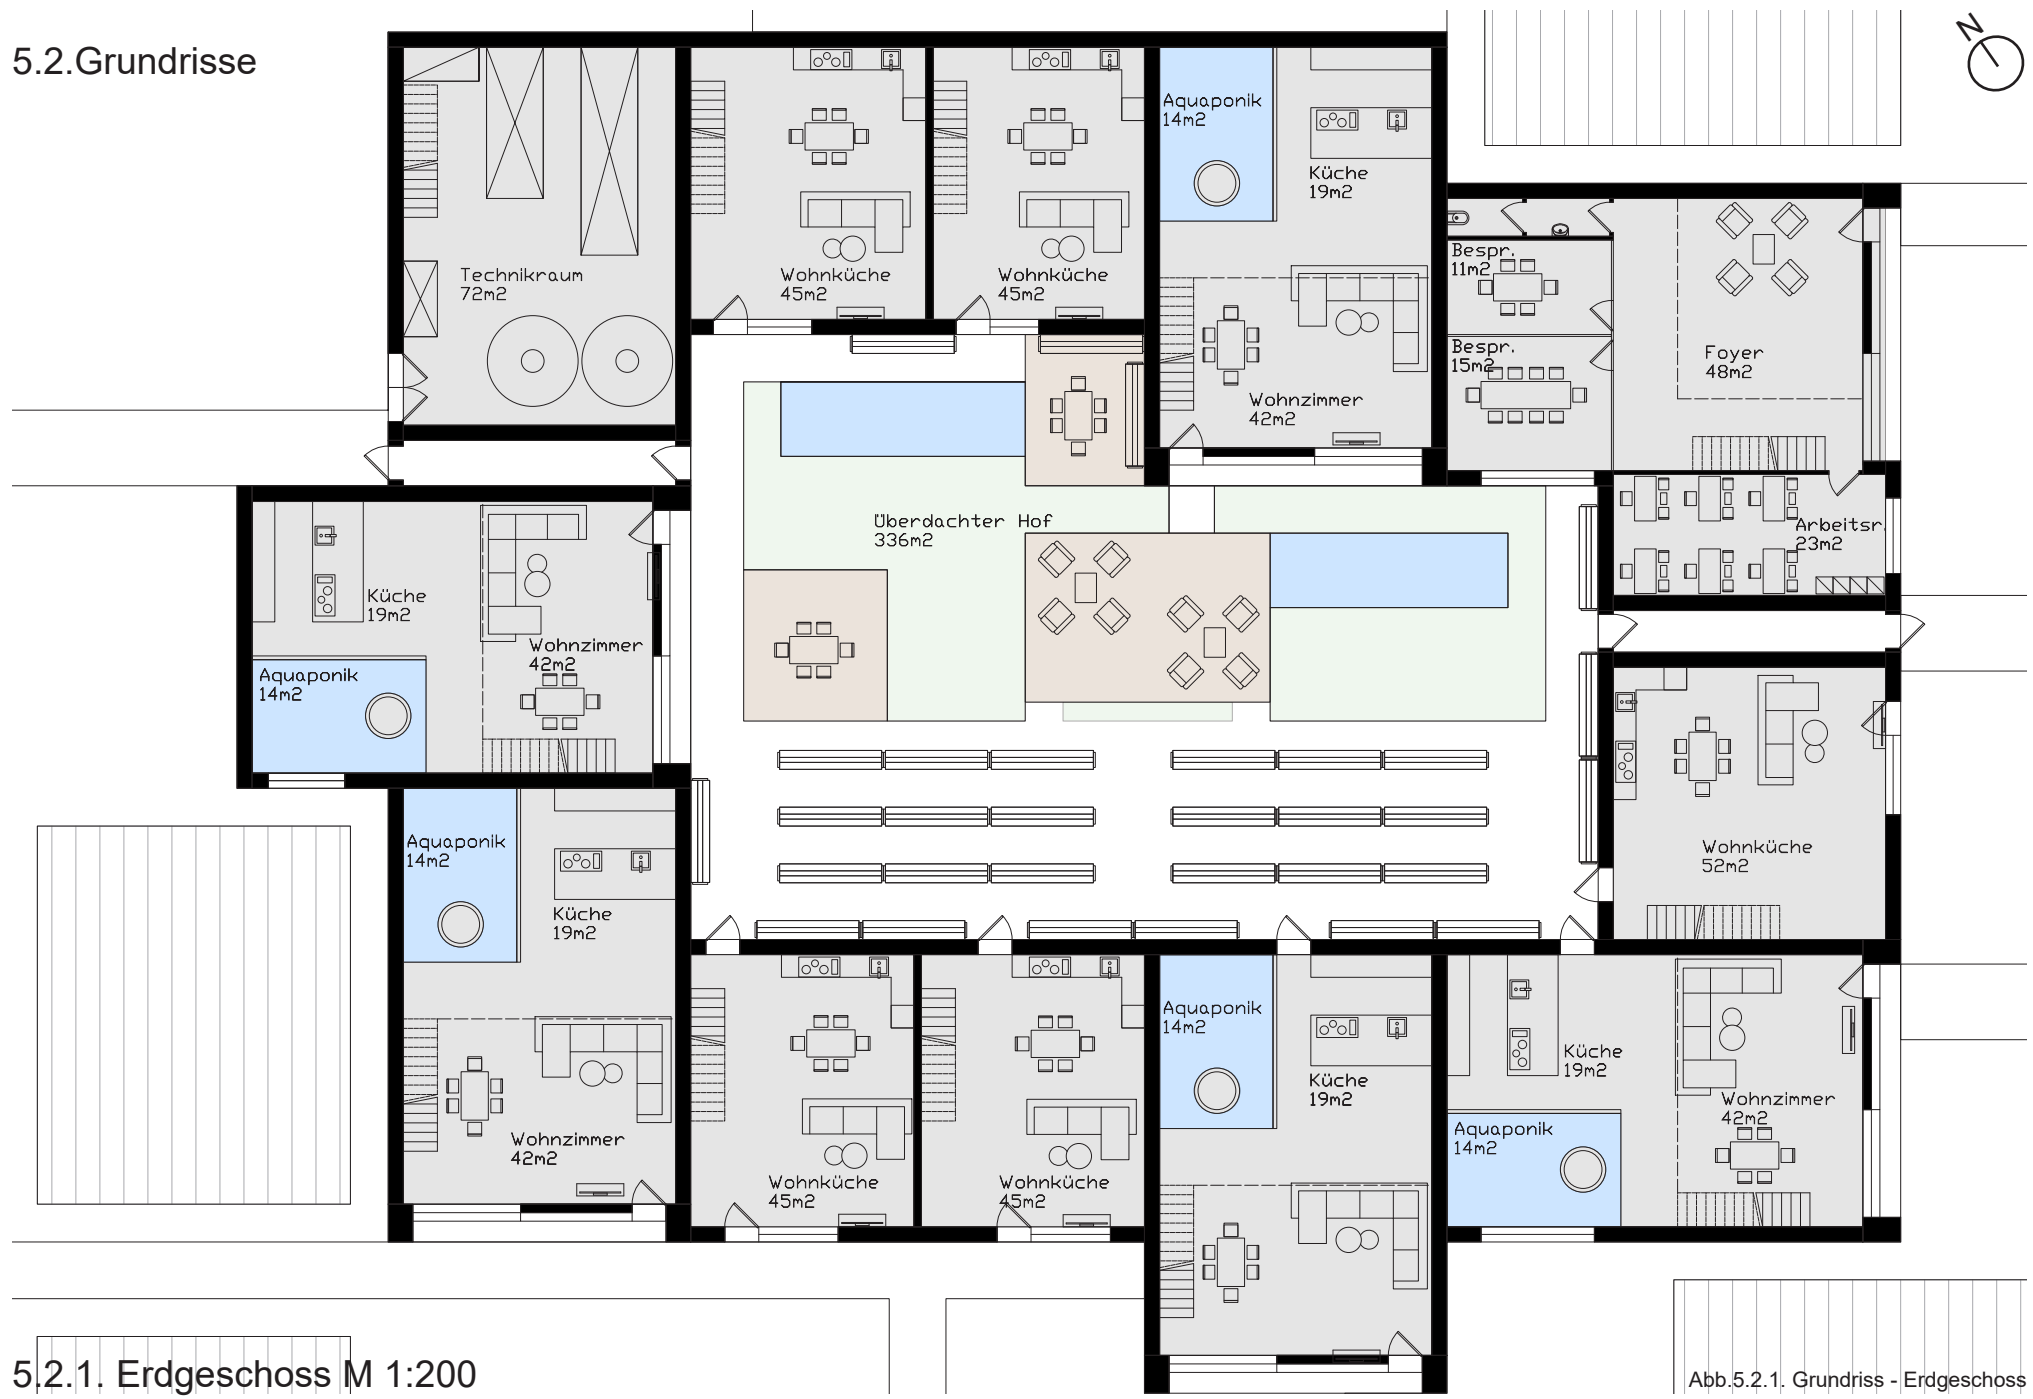 5.2.Grundrisse
N
Aquaponik
14m2
Küche
19m2
Technikraum
72m2
Wohnküche
45m2
Wohnküche
45m2
Bespr.
11m2
Bespr.
15m2
Foyer
48m2
Wohnzimmer
42m2
Überdachter Hof
336m2
Arbeitsr.
23m2
Küche
19m2
Wohnzimmer
42m2
Aquaponik
14m2
Aquaponik
14m2
Küche
19m2
Wohnküche
52m2
Aquaponik
14m2
Küche
19m2
Küche
19m2
Wohnzimmer
42m2
Aquaponik
14m2
Wohnzimmer
42m2
Wohnküche
45m2
Wohnküche
45m2
5.2.1. Erdgeschoss M 1:200
Abb.5.2.1. Grundriss - Erdgeschoss